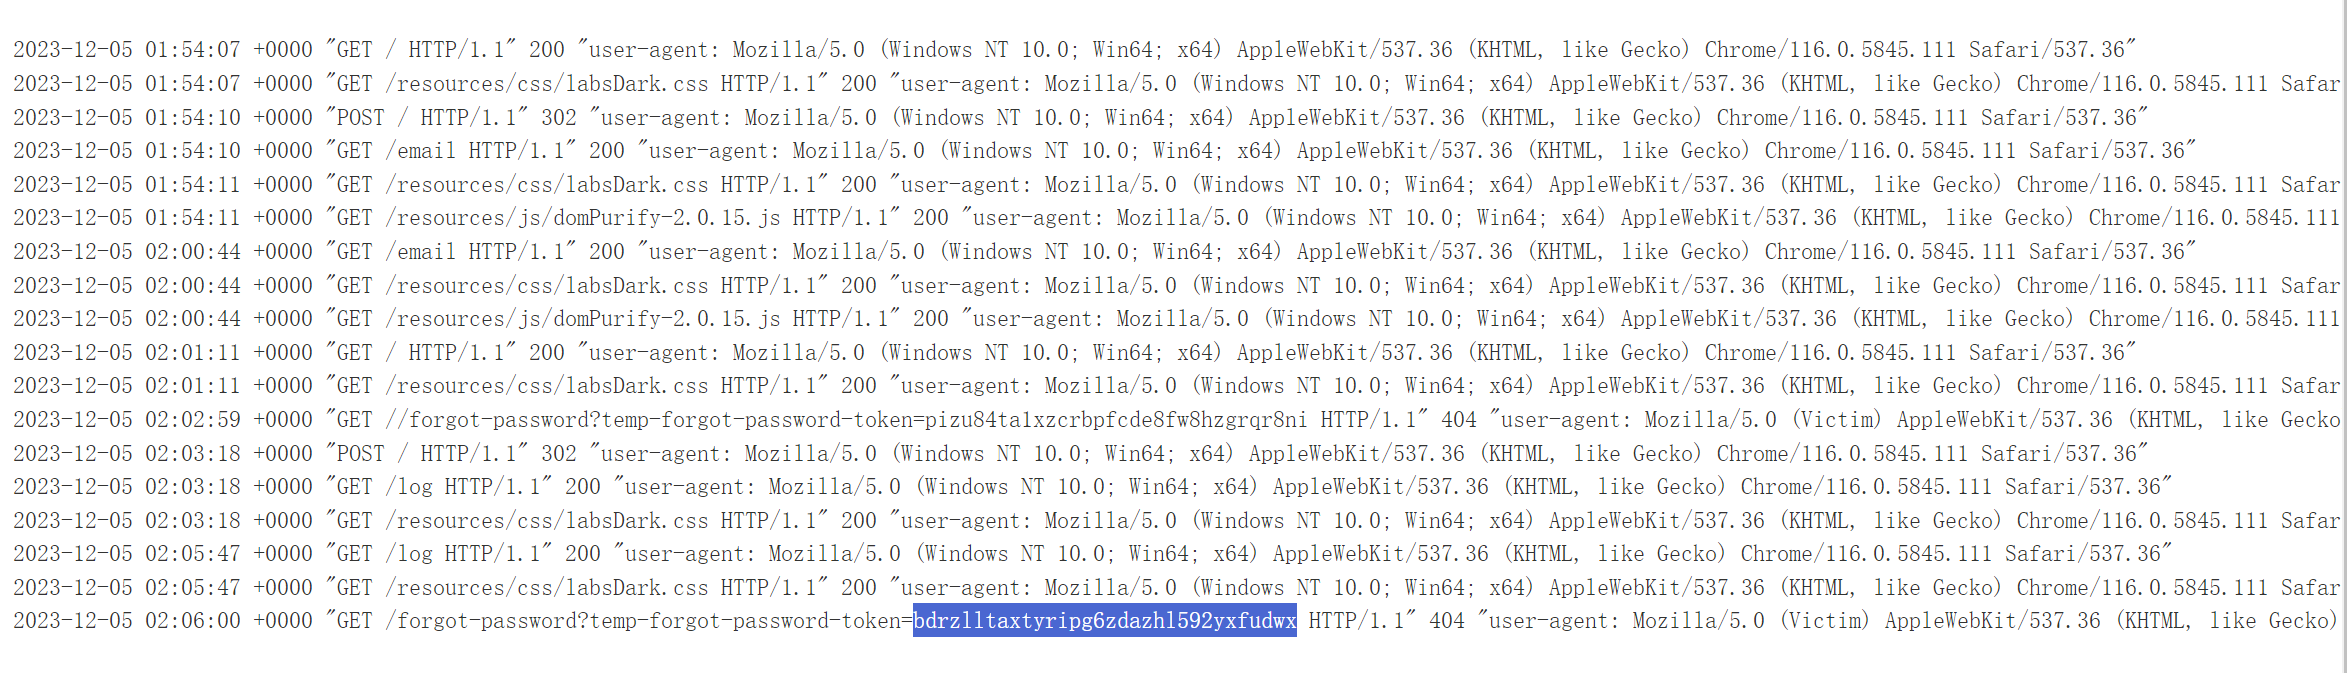 2023-12-05 01:54:07 +0000 "GET / HTTP/1.1" 200 "user-agent: Mozilla/5.0 (Windows NT 10.0; Win64; x64) AppleWebKit/537.36 (KHTML, like Gecko) Chrome/116.0.5845.111 Safari/537.36"
2023-12-05 01:54:07 +0000 "GET /resources/css/labsDark.css HTTP/1.1" 200 "user-agent: Mozilla/5.0 (Windows NT 10.0; Win64; x64) AppleWebKit/537.36 (KHTML, like Gecko) Chrome/116.0.5845.111 Safar
2023-12-05 01:54:10 +0000 "POST / HTTP/1.1" 302 "user-agent: Mozilla/5.0 (Windows NT 10.0; Win64; x64) AppleWebKit/537.36 (KHTML, like Gecko) Chrome/116.0.5845.111 Safari/537.36"
2023-12-05 01:54:10 +0000 "GET /email HTTP/1.1" 200 "user-agent: Mozilla/5.0 (Windows NT 10.0; Win64; x64) AppleWebKit/537.36 (KHTML, like Gecko) Chrome/116.0.5845.111 Safari/537.36"
2023-12-05 01:54:11 +0000 "GET /resources/css/labsDark.css HTTP/1.1" 200 "user-agent: Mozilla/5.0 (Windows NT 10.0; Win64; x64) AppleWebKit/537.36 (KHTML, like Gecko) Chrome/116.0.5845.111 Safar
2023-12-05 01:54:11 +0000 "GET /resources/js/domPurify-2.0.15.js HTTP/1.1" 200 "user-agent: Mozilla/5.0 (Windows NT 10.0; Win64; x64) AppleWebKit/537.36 (KHTML, like Gecko) Chrome/116.0.5845.111
2023-12-05 02:00:44 +0000 "GET /email HTTP/1.1" 200 "user-agent: Mozilla/5.0 (Windows NT 10.0; Win64; x64) AppleWebKit/537.36 (KHTML, like Gecko) Chrome/116.0.5845.111 Safari/537.36"
2023-12-05 02:00:44 +0000 "GET /resources/css/labsDark.css HTTP/1.1" 200 "user-agent: Mozilla/5.0 (Windows NT 10.0; Win64; x64) AppleWebKit/537.36 (KHTML, like Gecko) Chrome/116.0.5845.111 Safar
2023-12-05 02:00:44 +0000 "GET /resources/js/domPurify-2.0.15.js HTTP/1.1" 200 "user-agent: Mozilla/5.0 (Windows NT 10.0; Win64; x64) AppleWebKit/537.36 (KHTML, like Gecko) Chrome/116.0.5845.111
2023-12-05 02:01:11 +0000 "GET / HTTP/1.1" 200 "user-agent: Mozilla/5.0 (Windows NT 10.0; Win64; x64) AppleWebKit/537.36 (KHTML, like Gecko) Chrome/116.0.5845.111 Safari/537.36"
2023-12-05 02:01:11 +0000 "GET /resources/css/labsDark.css HTTP/1.1" 200 "user-agent: Mozilla/5.0 (Windows NT 10.0; Win64; x64) AppleWebKit/537.36 (KHTML, like Gecko) Chrome/116.0.5845.111 Safar
2023-12-05 02:02:59 +0000 "GET //forgot-password?temp-forgot-password-token=pizu84ta1xzcrbpfcde8fw8hzgrqr8ni HTTP/1.1" 404 "user-agent: Mozilla/5.0 (Victim) AppleWebKit/537.36 (KHTML, like Gecko
2023-12-05 02:03:18 +0000 "POST / HTTP/1.1" 302 "user-agent: Mozilla/5.0 (Windows NT 10.0; Win64; x64) AppleWebKit/537.36 (KHTML, like Gecko) Chrome/116.0.5845.111 Safari/537.36"
2023-12-05 02:03:18 +0000 "GET /log HTTP/1.1" 200 "user-agent: Mozilla/5.0 (Windows NT 10.0; Win64; x64) AppleWebKit/537.36 (KHTML, like Gecko) Chrome/116.0.5845.111 Safari/537.36"
2023-12-05 02:03:18 +0000 "GET /resources/css/labsDark.css HTTP/1.1" 200 "user-agent: Mozilla/5.0 (Windows NT 10.0; Win64; x64) AppleWebKit/537.36 (KHTML, like Gecko) Chrome/116.0.5845.111 Safar
2023-12-05 02:05:47 +0000 "GET /log HTTP/1.1" 200 "user-agent: Mozilla/5.0 (Windows NT 10.0; Win64; x64) AppleWebKit/537.36 (KHTML, like Gecko) Chrome/116.0.5845.111 Safari/537.36"
2023-12-05 02:05:47 +0000 "GET /resources/css/labsDark.css HTTP/1.1" 200 "user-agent: Mozilla/5.0 (Windows NT 10.0; Win64; x64) AppleWebKit/537.36 (KHTML, like Gecko) Chrome/116.0.5845.111 Safar
2023-12-05 02:06:00 +0000 "GET /forgot-password?temp-forgot-password-token=bdrzlltaxtyripg6zdazhl592yxfudwx HTTP/1.1" 404 "user-agent: Mozilla/5.0 (Victim) AppleWebKit/537.36 (KHTML, like Gecko)